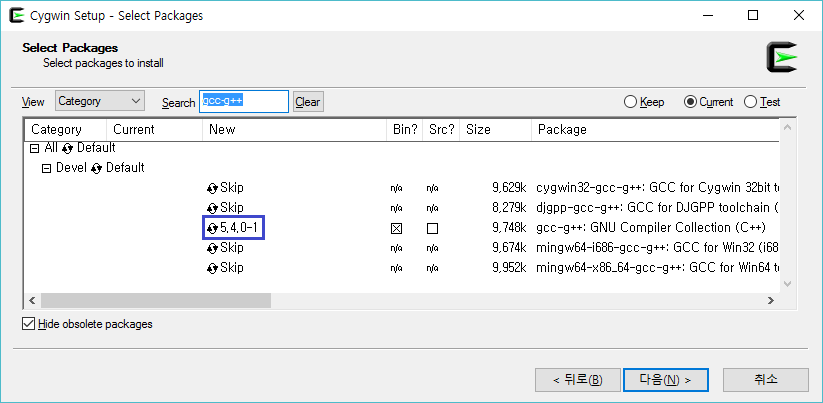 Cygwin Setup - Select Packages
Select Packages
Select packages to install
View Category Search gcc-g++ Clear Keep Current Test
Category Current New Bin? Src? Size Package
All Default
Devel Default
Skip n/a n/a 9,629k cygwin32-gcc-g++: GCC for Cygwin 32bit to
Skip n/a n/a 8,279k djgpp-gcc-g++: GCC for DJGPP toolchain (
5,4,0-1 9,748k gcc-g++: GNU Compiler Collection (C++)
Skip n/a n/a 9,674k mingw64-i686-gcc-g++: GCC for Win32 (i68
Skip n/a n/a 9,952k mingw64-x86_64-gcc-g++: GCC for Win64 to
Hide obsolete packages
< 뒤로(B) 다음(N) > 취소